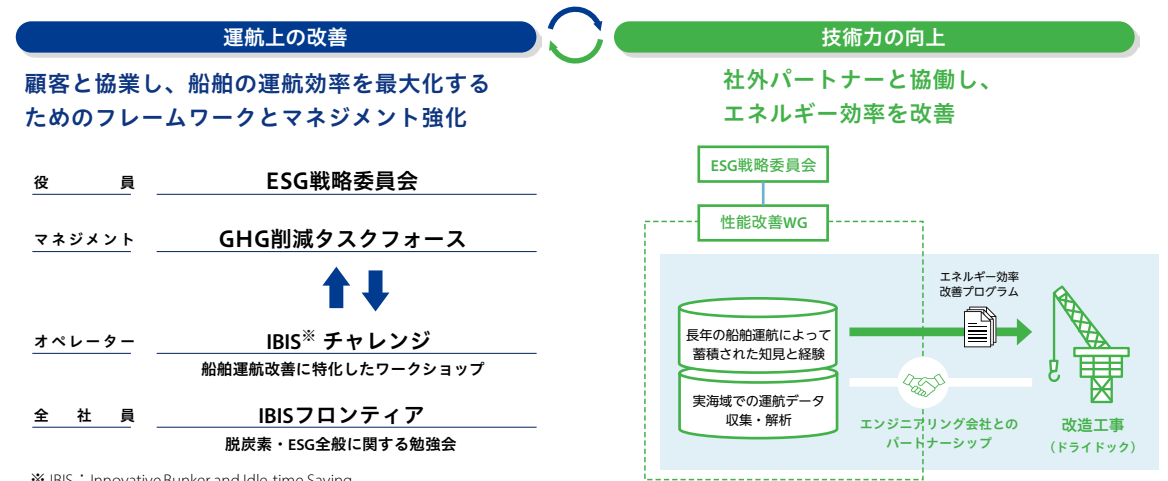 運航上の改善
顧客と協業し、船舶の運航効率を最大化する
ためのフレームワークとマネジメント強化
役員 ESG戦略委員会
マネジメント GHG削減タスクフォース
オペレーター IBIS※ チャレンジ
船舶運航改善に特化したワークショップ
全社員 IBISフロンティア
脱炭素・ESG全般に関する勉強会
※ IBIS:Innovative Bunker and Idle-time Saving
技術力の向上
社外パートナーと協働し、
エネルギー効率を改善
ESG戦略委員会
性能改善WG
エネルギー効率
改善プログラム
長年の船舶運航によって
蓄積された知見と経験
実海域での運航データ
収集・解析
エンジニアリング会社との
パートナーシップ
改造工事
(ドライドック)